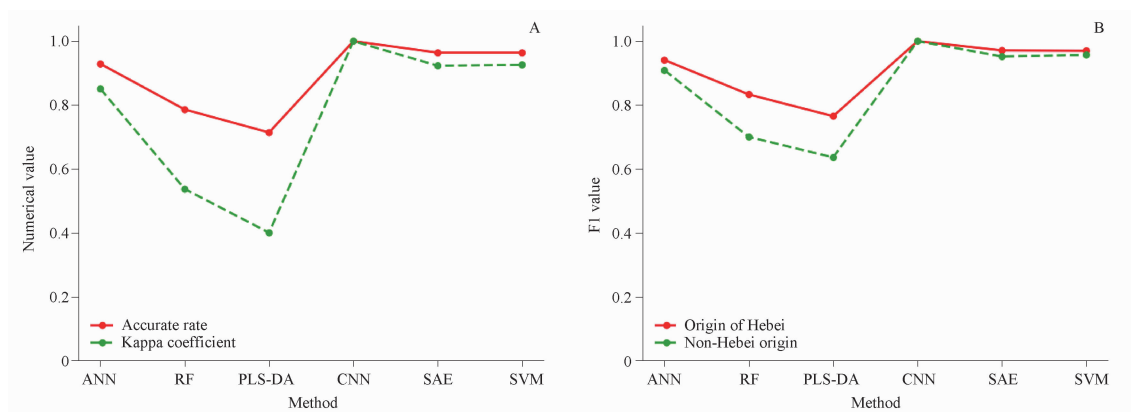 A
1.0
0.8
0.6
0.4
0.2
0
Numerical value
Accurate rate
Kappa coefficient
ANN RF PLS-DA CNN SAE SVM
Method
B
1.0
0.8
0.6
0.4
0.2
0
F1 value
Origin of Hebei
Non-Hebei origin
ANN RF PLS-DA CNN SAE SVM
Method